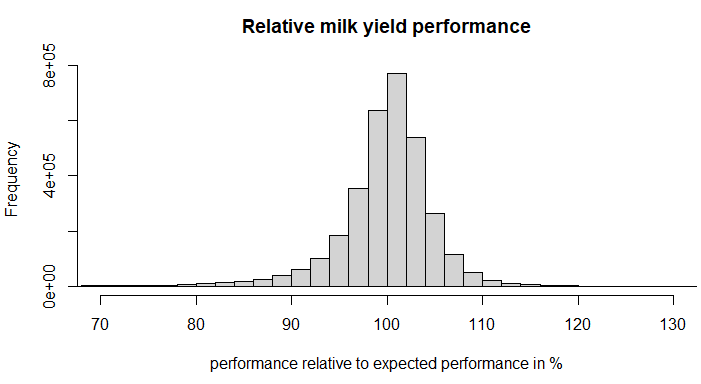 Relative milk yield performance
8e+05
4e+05
0e+00
Frequency
70 80 90 100 110 120 130
performance relative to expected performance in %